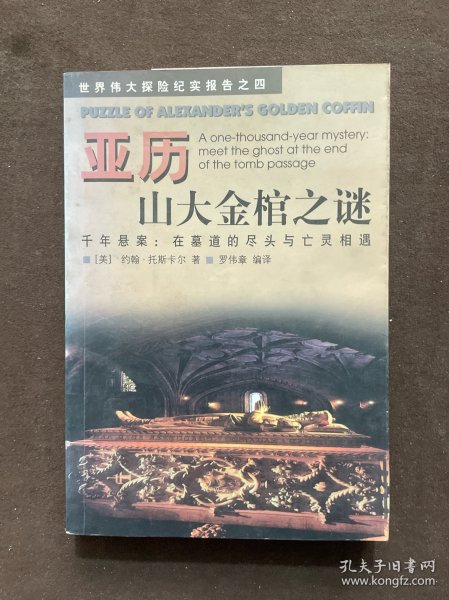 世界伟大探险纪实报告之四
PUZZLE OF ALEXANDER'S GOLDEN COFFIN
亚历
A one-thousand-year mystery:
meet the ghost at the end
of the tomb passage
山大金棺之谜
千年悬案：在墓道的尽头与亡灵相遇
■ [美] 约翰·托斯卡尔 著 ■ 罗伟章 编译
孔夫子旧书网
www.kongfz.com